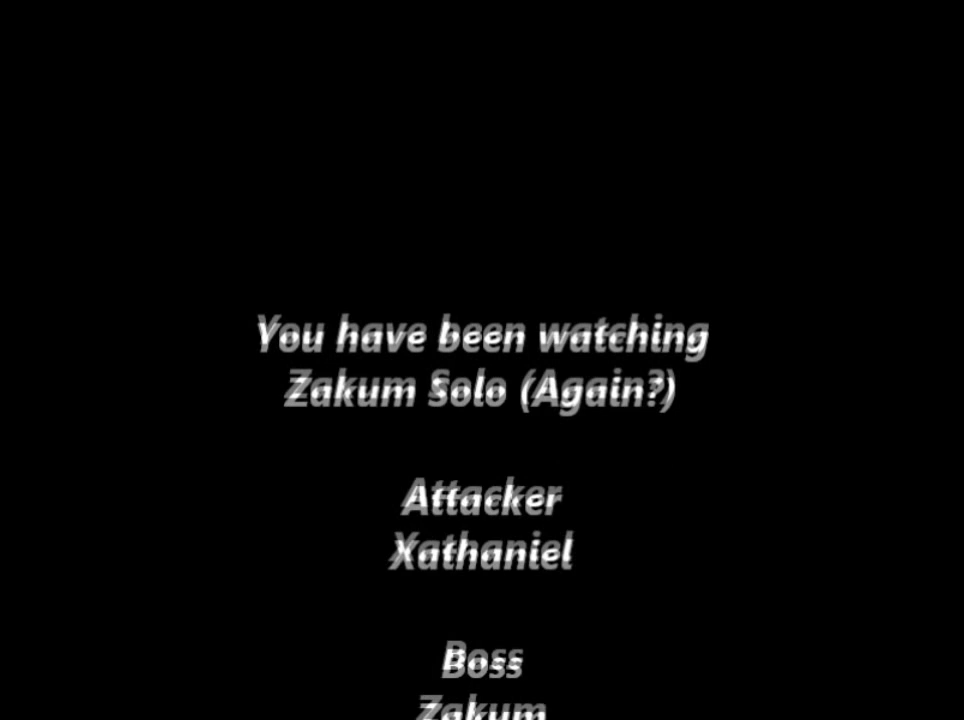 You have been watching
Zakum Solo (Again?)
Attacker
Xathaniel
Boss
Zakum